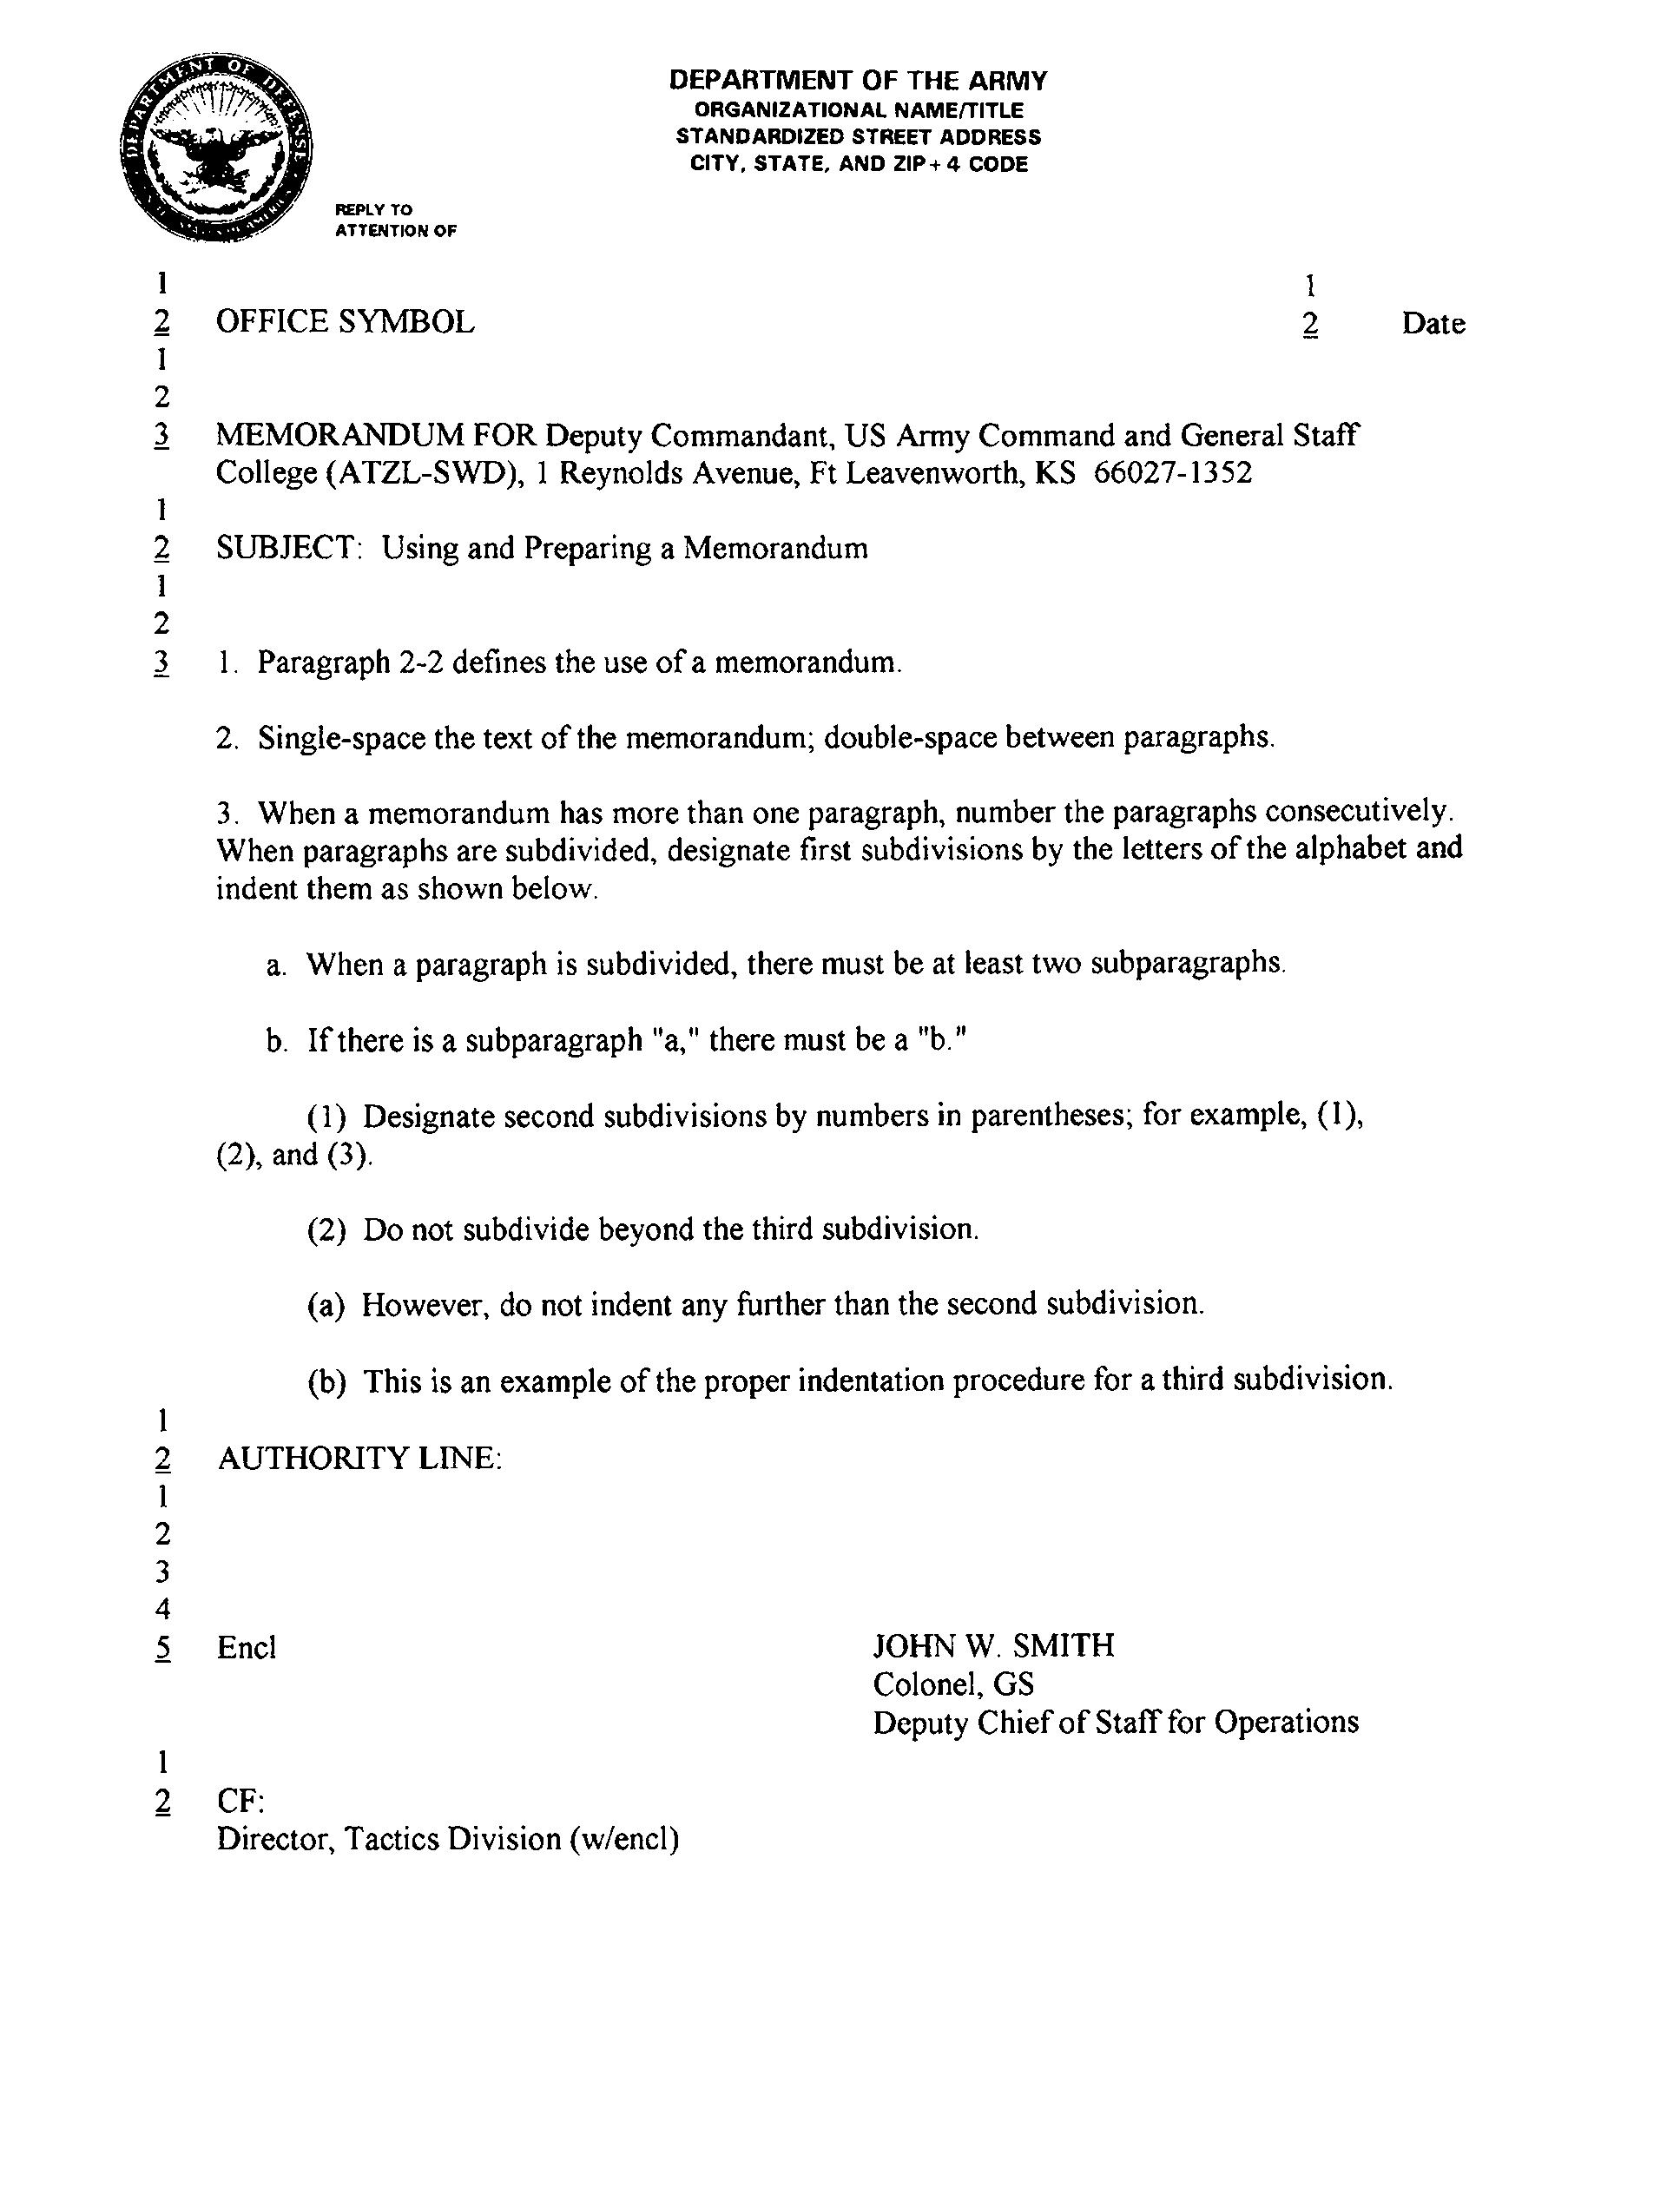 DEPARTMENT OF DEFENSE
DEPARTMENT OF THE ARMY
ORGANIZATIONAL NAME/TITLE
STANDARDIZED STREET ADDRESS
CITY, STATE, AND ZIP+4 CODE
REPLY TO
ATTENTION OF
1 1
2 OFFICE SYMBOL 2 Date
1
2
3 MEMORANDUM FOR Deputy Commandant, US Army Command and General Staff
College (ATZL-SWD), 1 Reynolds Avenue, Ft Leavenworth, KS 66027-1352
1
2 SUBJECT: Using and Preparing a Memorandum
1
2
3 1. Paragraph 2-2 defines the use of a memorandum.
2. Single-space the text of the memorandum; double-space between paragraphs.
3. When a memorandum has more than one paragraph, number the paragraphs consecutively.
When paragraphs are subdivided, designate first subdivisions by the letters of the alphabet and
indent them as shown below.
a. When a paragraph is subdivided, there must be at least two subparagraphs.
b. If there is a subparagraph "a," there must be a "b."
(1) Designate second subdivisions by numbers in parentheses; for example, (1),
(2), and (3).
(2) Do not subdivide beyond the third subdivision.
(a) However, do not indent any further than the second subdivision.
(b) This is an example of the proper indentation procedure for a third subdivision.
1
2 AUTHORITY LINE:
1
2
3
4
5 Encl JOHN W. SMITH
Colonel, GS
Deputy Chief of Staff for Operations
1
2 CF:
Director, Tactics Division (w/encl)